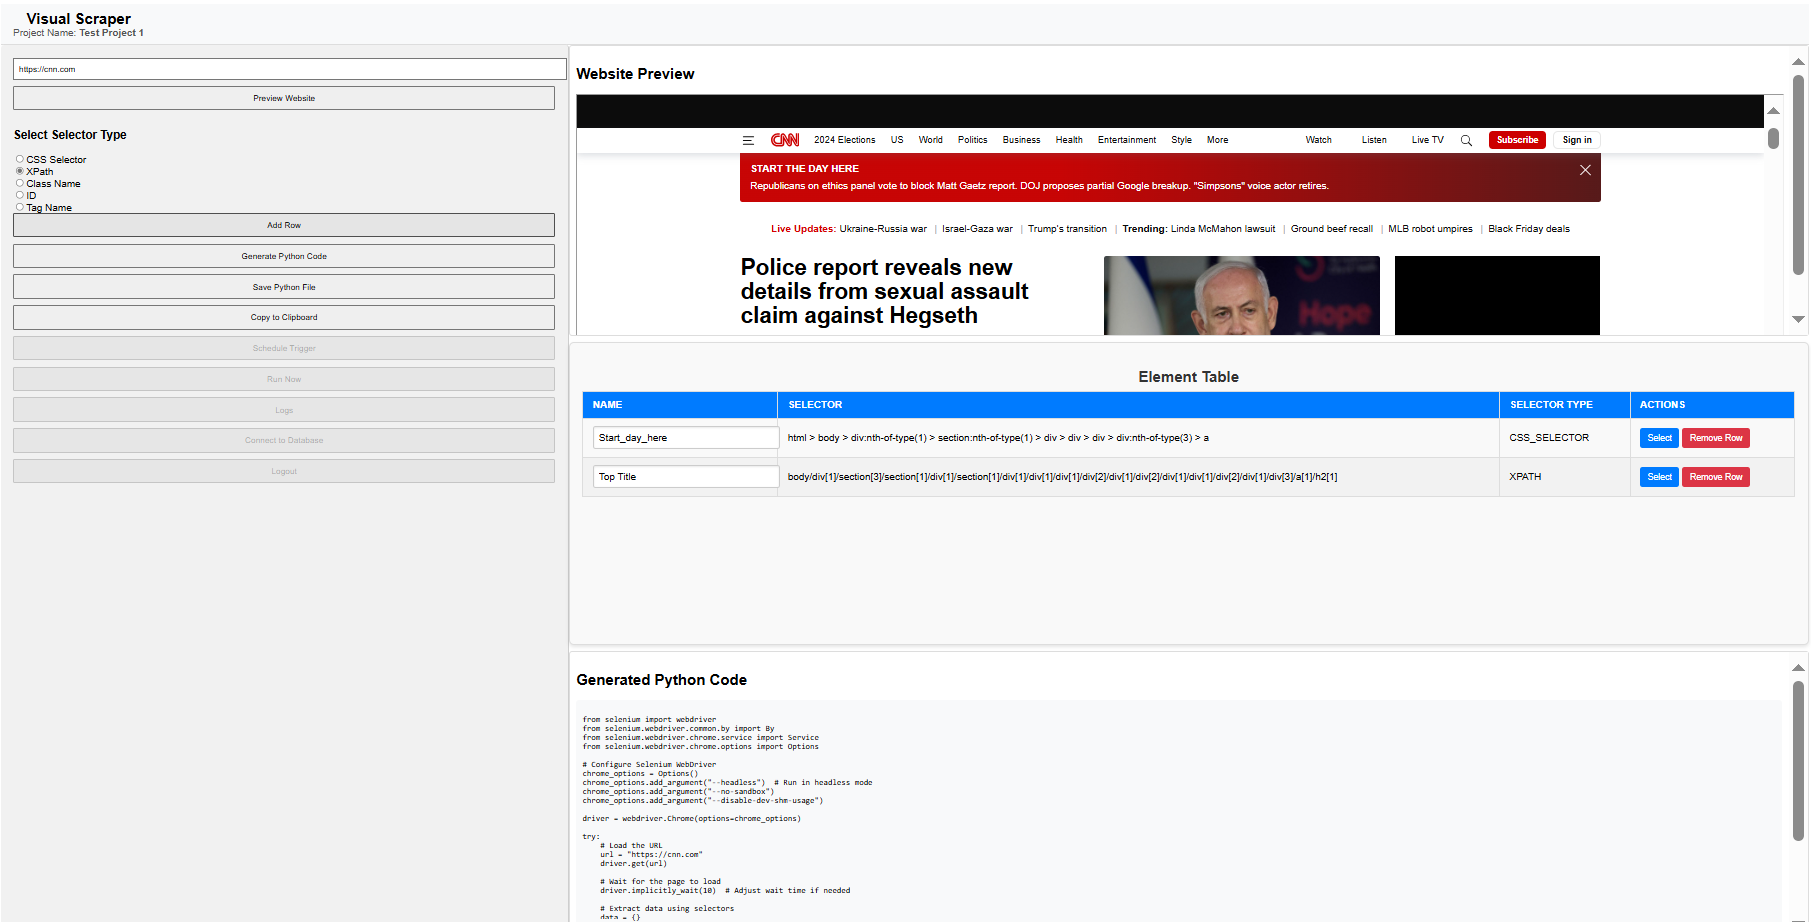 Visual Scraper
Project Name: Test Project 1
https://cnn.com
Preview Website
Select Selector Type
CSS Selector
XPath
Class Name
ID
Tag Name
Add Row
Generate Python Code
Save Python File
Copy to Clipboard
Schedule Trigger
Run Now
Logs
Connect to Database
Logout
Website Preview
CNN 2024 Elections US World Politics Business Health Entertainment Style More Watch Listen Live TV Subscribe Sign in
START THE DAY HERE
Republicans on ethics panel vote to block Matt Gaetz report. DOJ proposes partial Google breakup. "Simpsons" voice actor retires.
Live Updates: Ukraine-Russia war | Israel-Gaza war | Trump's transition | Trending: Linda McMahon lawsuit | Ground beef recall | MLB robot umpires | Black Friday deals
Police report reveals new
details from sexual assault
claim against Hegseth
Hope
Element Table
NAME SELECTOR SELECTOR TYPE ACTIONS
Start_day_here html > body > div:nth-of-type(1) > section:nth-of-type(1) > div > div > div > div:nth-of-type(3) > a CSS_SELECTOR Select Remove Row
Top Title body/div[1]/section[3]/section[1]/div[1]/section[1]/div[1]/div[1]/div[1]/div[2]/div[1]/div[2]/div[1]/div[1]/div[1]/div[2]/div[1]/div[3]/a[1]/h2[1] XPATH Select Remove Row
Generated Python Code
from selenium import webdriver
from selenium.webdriver.common.by import By
from selenium.webdriver.chrome.service import Service
from selenium.webdriver.chrome.options import Options
# Configure Selenium WebDriver
chrome_options = Options()
chrome_options.add_argument("--headless")  # Run in headless mode
chrome_options.add_argument("--no-sandbox")
chrome_options.add_argument("--disable-dev-shm-usage")
driver = webdriver.Chrome(options=chrome_options)
try:
# Load the URL
url = "https://cnn.com"
driver.get(url)
# Wait for the page to load
driver.implicitly_wait(10)  # Adjust wait time if needed
# Extract data using selectors
data = {}